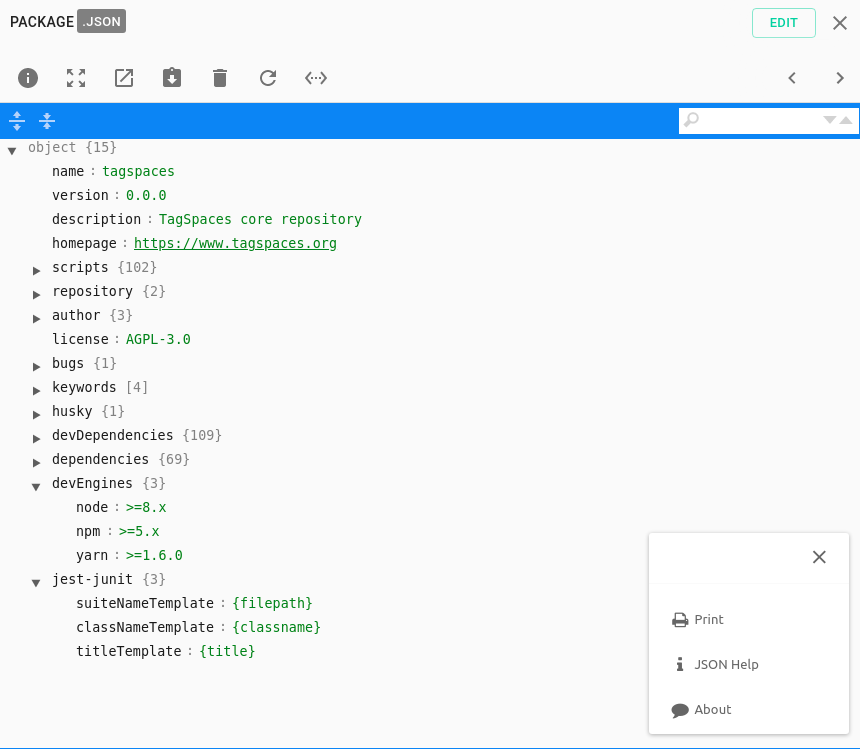 PACKAGE .JSON EDIT
object {15}
name : tagspaces
version : 0.0.0
description : TagSpaces core repository
homepage : https://www.tagspaces.org
scripts {102}
repository {2}
author {3}
license : AGPL-3.0
bugs {1}
keywords [4]
husky {1}
devDependencies {109}
dependencies {69}
devEngines {3}
node : >=8.x
npm : >=5.x
yarn : >=1.6.0
jest-junit {3}
suiteNameTemplate : {filepath}
classNameTemplate : {classname}
titleTemplate : {title}
Print
JSON Help
About